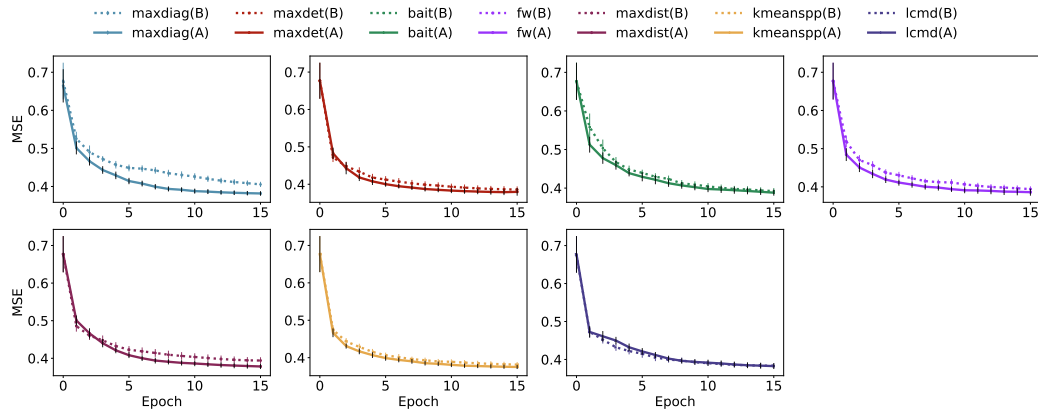 maxdiag(B) maxdet(B) bait(B) fw(B) maxdist(B) kmeanspp(B) lcmd(B)
maxdiag(A) maxdet(A) bait(A) fw(A) maxdist(A) kmeanspp(A) lcmd(A)
0.7 0.7 0.7 0.7
0.6 0.6 0.6 0.6
MSE
0.5 0.5 0.5 0.5
0.4 0.4 0.4 0.4
0 5 10 15 0 5 10 15 0 5 10 15 0 5 10 15
0.7 0.7 0.7
0.6 0.6 0.6
MSE
0.5 0.5 0.5
0.4 0.4 0.4
0 5 10 15 0 5 10 15 0 5 10 15
Epoch Epoch Epoch